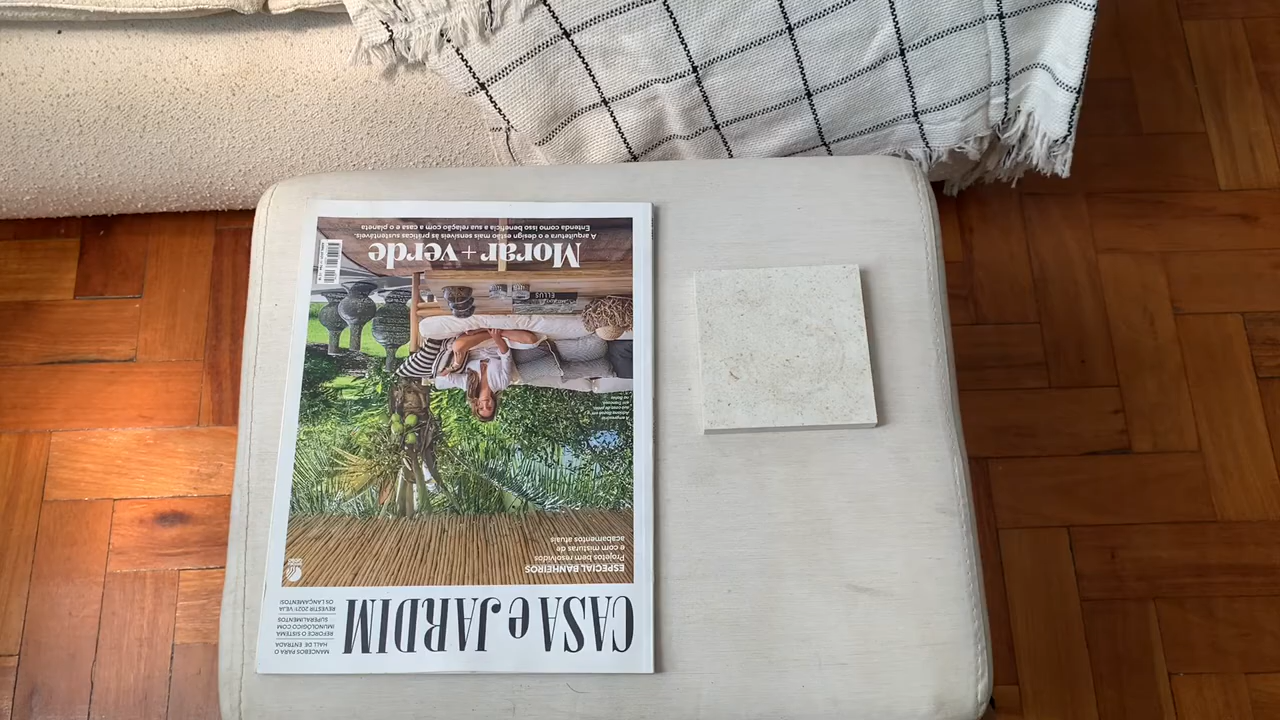 CASA e JARDIM
MANCEBOS PARA O
HALL DE ENTRADA
REFORCE O SISTEMA
IMUNOLÓGICO COM
SUPERALIMENTOS
REVESTIR 2021: VEJA
OS LANÇAMENTOS!
ESPECIAL BANHEIROS
Projetos bem resolvidos
e com misturas de
acabamentos atuais
ELLUS
Morar + verde
A arquitetura e o design estão mais sensíveis às práticas sustentáveis.
Entenda como isso beneficia a sua relação com a casa e o planeta